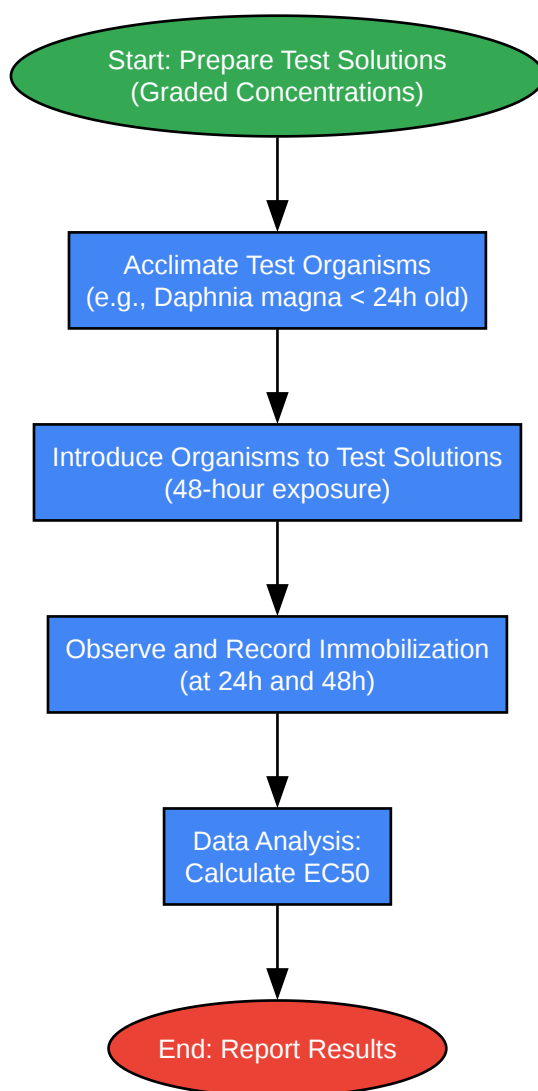 Start: Prepare Test Solutions
(Graded Concentrations)
Acclimate Test Organisms
(e.g., Daphnia magna < 24h old)
Introduce Organisms to Test Solutions
(48-hour exposure)
Observe and Record Immobilization
(at 24h and 48h)
Data Analysis:
Calculate EC50
End: Report Results